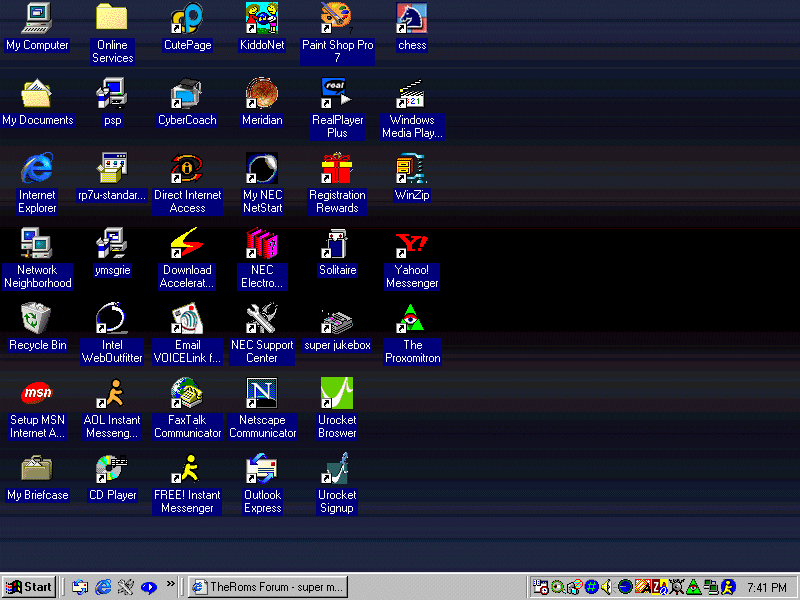 My Computer
Online
Services
CutePage
KiddoNet
Paint Shop Pro
7
chess
My Documents
psp
CyberCoach
Meridian
real
RealPlayer
Plus
321
Windows
Media Play...
Internet
Explorer
rp7u-standar...
Direct Internet
Access
My NEC
NetStart
Registration
Rewards
WinZip
Network
Neighborhood
ymsgrie
Download
Accelerat...
NEC
Electro...
Solitaire
Y!
Yahoo!
Messenger
Recycle Bin
Intel
WebOutfitter
Email
VOICELink f...
NEC Support
Center
super jukebox
The
Proxomitron
msn
Setup MSN
Internet A...
AOL Instant
Messeng...
FaxTalk
Communicator
N
Netscape
Communicator
Urocket
Broswer
My Briefcase
CD Player
FREE! Instant
Messenger
Outlook
Express
Urocket
Signup
Start
»
TheRoms Forum - super m...
7:41 PM